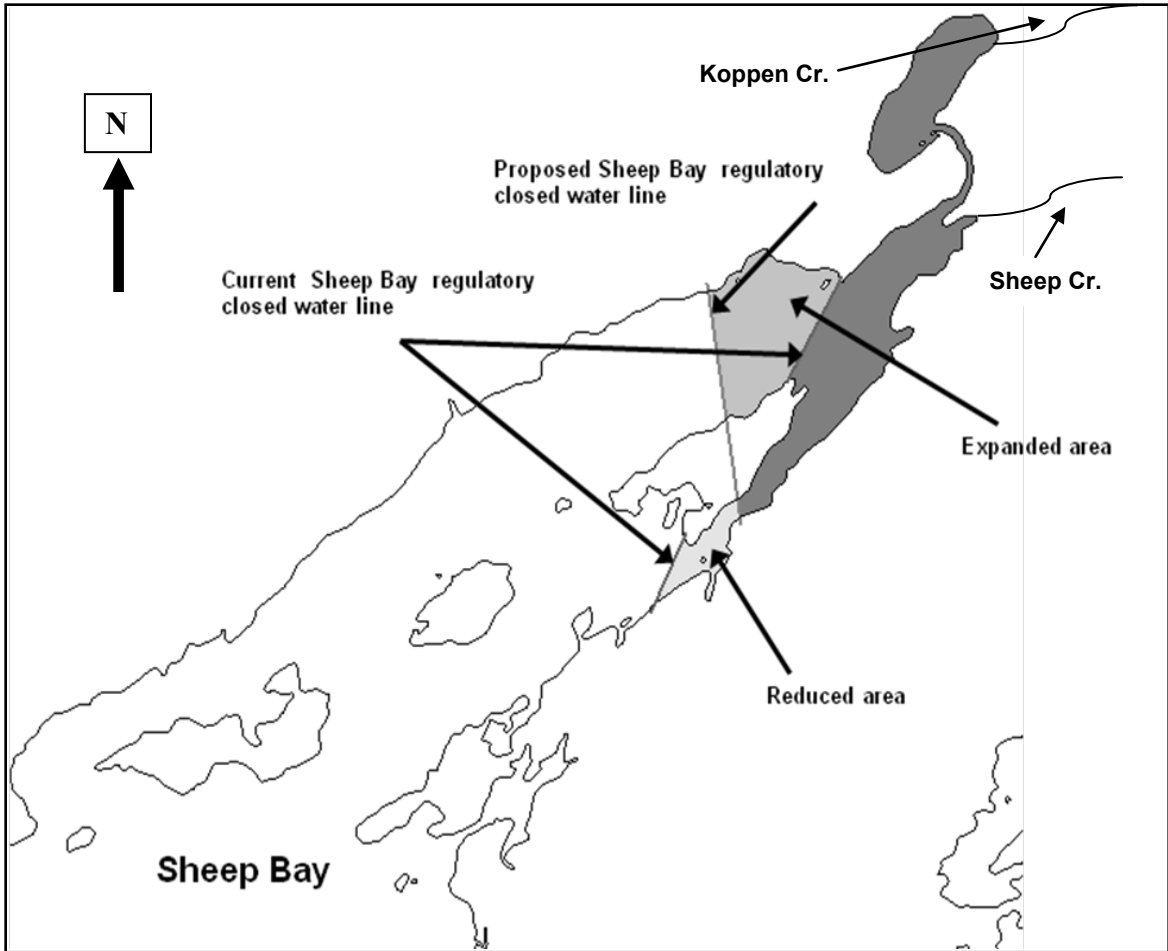 Koppen Cr.
N
Proposed Sheep Bay regulatory
closed water line
Current Sheep Bay regulatory
closed water line
Sheep Cr.
Expanded area
Reduced area
Sheep Bay